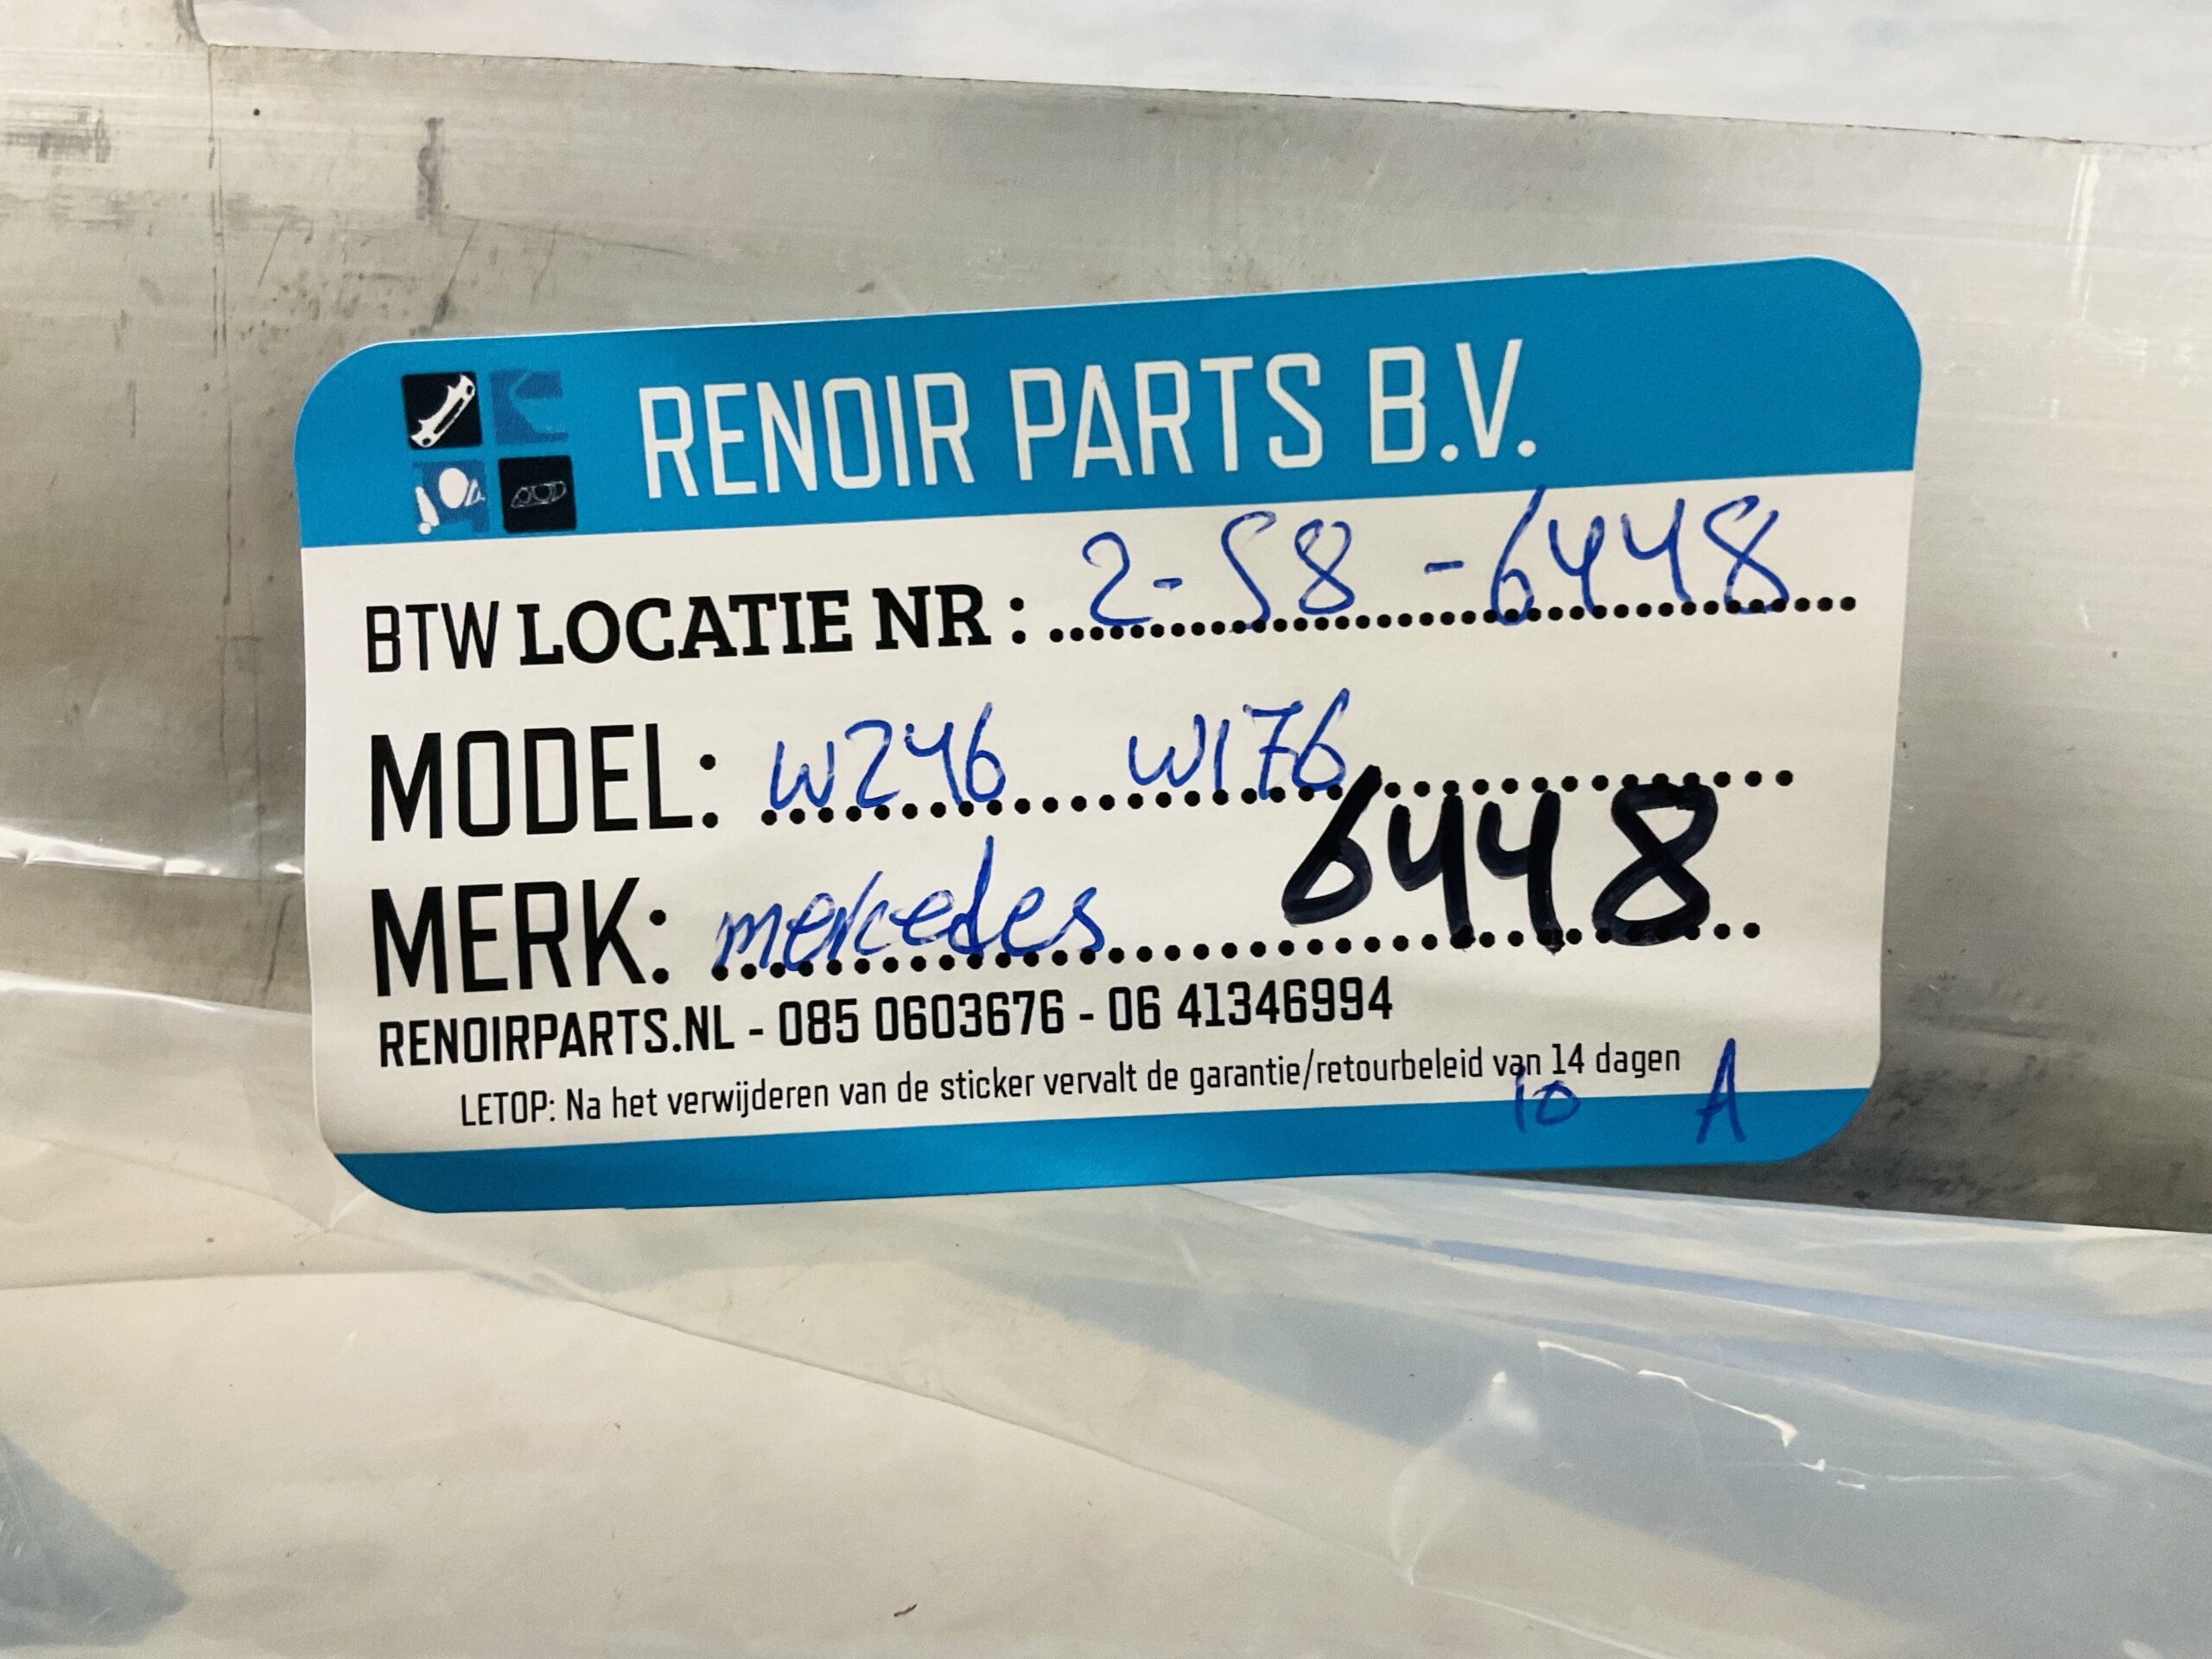 RENOIR PARTS B.V.
BTW LOCATIE NR : 2-58-6448
MODEL: W246 W176
6448
MERK: mercedes
RENOIRPARTS.NL - 085 0603676 - 06 41346994
LETOP: Na het verwijderen van de sticker vervalt de garantie/retourbeleid van 14 dagen
10 A